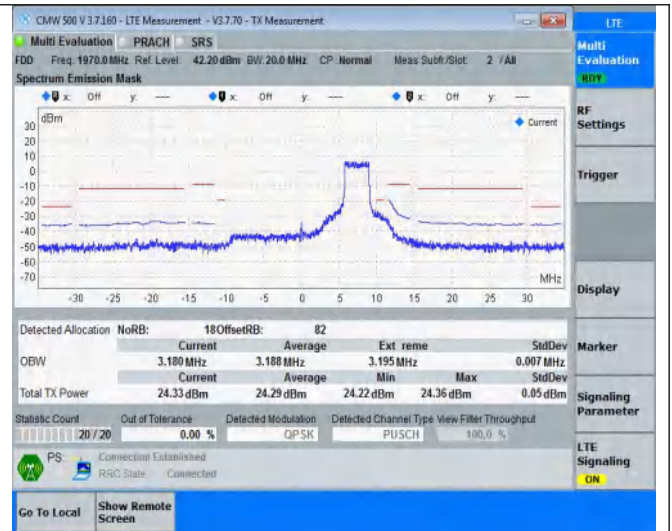 CMW 500 V 3.7.160 - LTE Measurement - V3.7.70 - TX Measurement
LTE
Multi Evaluation PRACH SRS
FDD Freq. 1970.0 MHz Ref. Level: 42.20 dBm BW: 20.0 MHz CP: Normal Meas Subfr./Slot: 2 / All
Spectrum Emission Mask
x: Off y: --- x: Off y: --- x: Off y: ---
dBm
Current
30
20
10
0
-10
-20
-30
-40
-50
-60
-70
MHz
-30 -25 -20 -15 -10 -5 0 5 10 15 20 25 30
Detected Allocation NoRB: 18 OffsetRB: 82
Current Average Extreme StdDev
OBW 3.180 MHz 3.188 MHz 3.195 MHz 0.007 MHz
Current Average Min Max StdDev
Total TX Power 24.33 dBm 24.29 dBm 24.22 dBm 24.36 dBm 0.05 dBm
Statistic Count Out of Tolerance Detected Modulation Detected Channel Type View Filter Throughput
20 / 20 0.00 % QPSK PUSCH 100.0 %
PS: Connection Established
RRC State Connected
Multi
Evaluation
RDY
RF
Settings
Trigger
Display
Marker
Signaling
Parameter
LTE
Signaling
ON
Go To Local
Show Remote
Screen